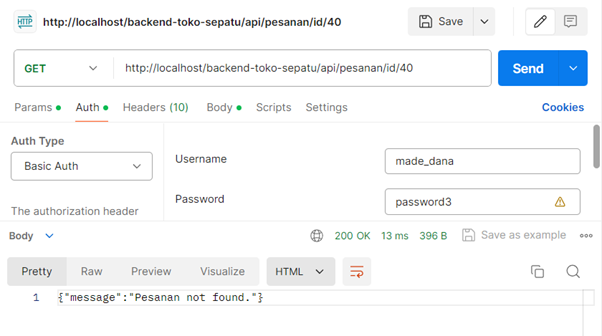 HTTP http://localhost/backend-toko-sepatu/api/pesanan/id/40 Save
GET http://localhost/backend-toko-sepatu/api/pesanan/id/40 Send
Params Auth Headers (10) Body Scripts Settings Cookies
Auth Type
Basic Auth
The authorization header
Username made_dana
Password password3
Body 200 OK 13 ms 396 B Save as example
Pretty Raw Preview Visualize HTML
1 {"message":"Pesanan not found."}